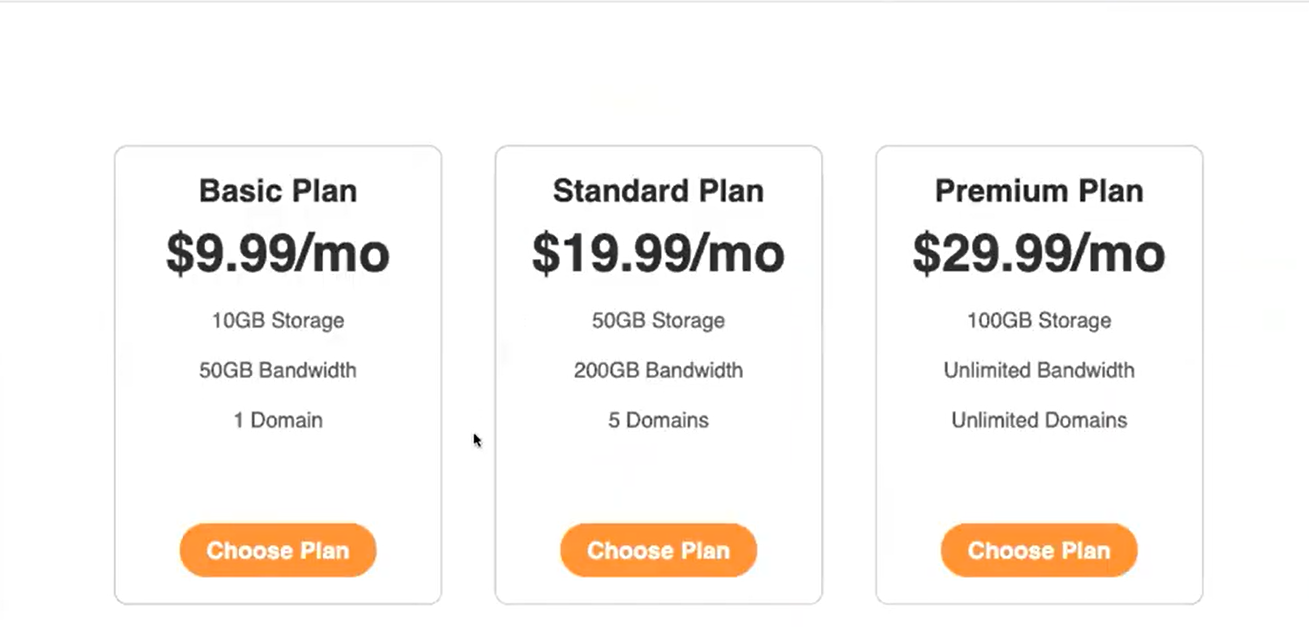 Basic Plan
$9.99/mo
10GB Storage
50GB Bandwidth
1 Domain
Choose Plan
Standard Plan
$19.99/mo
50GB Storage
200GB Bandwidth
5 Domains
Choose Plan
Premium Plan
$29.99/mo
100GB Storage
Unlimited Bandwidth
Unlimited Domains
Choose Plan